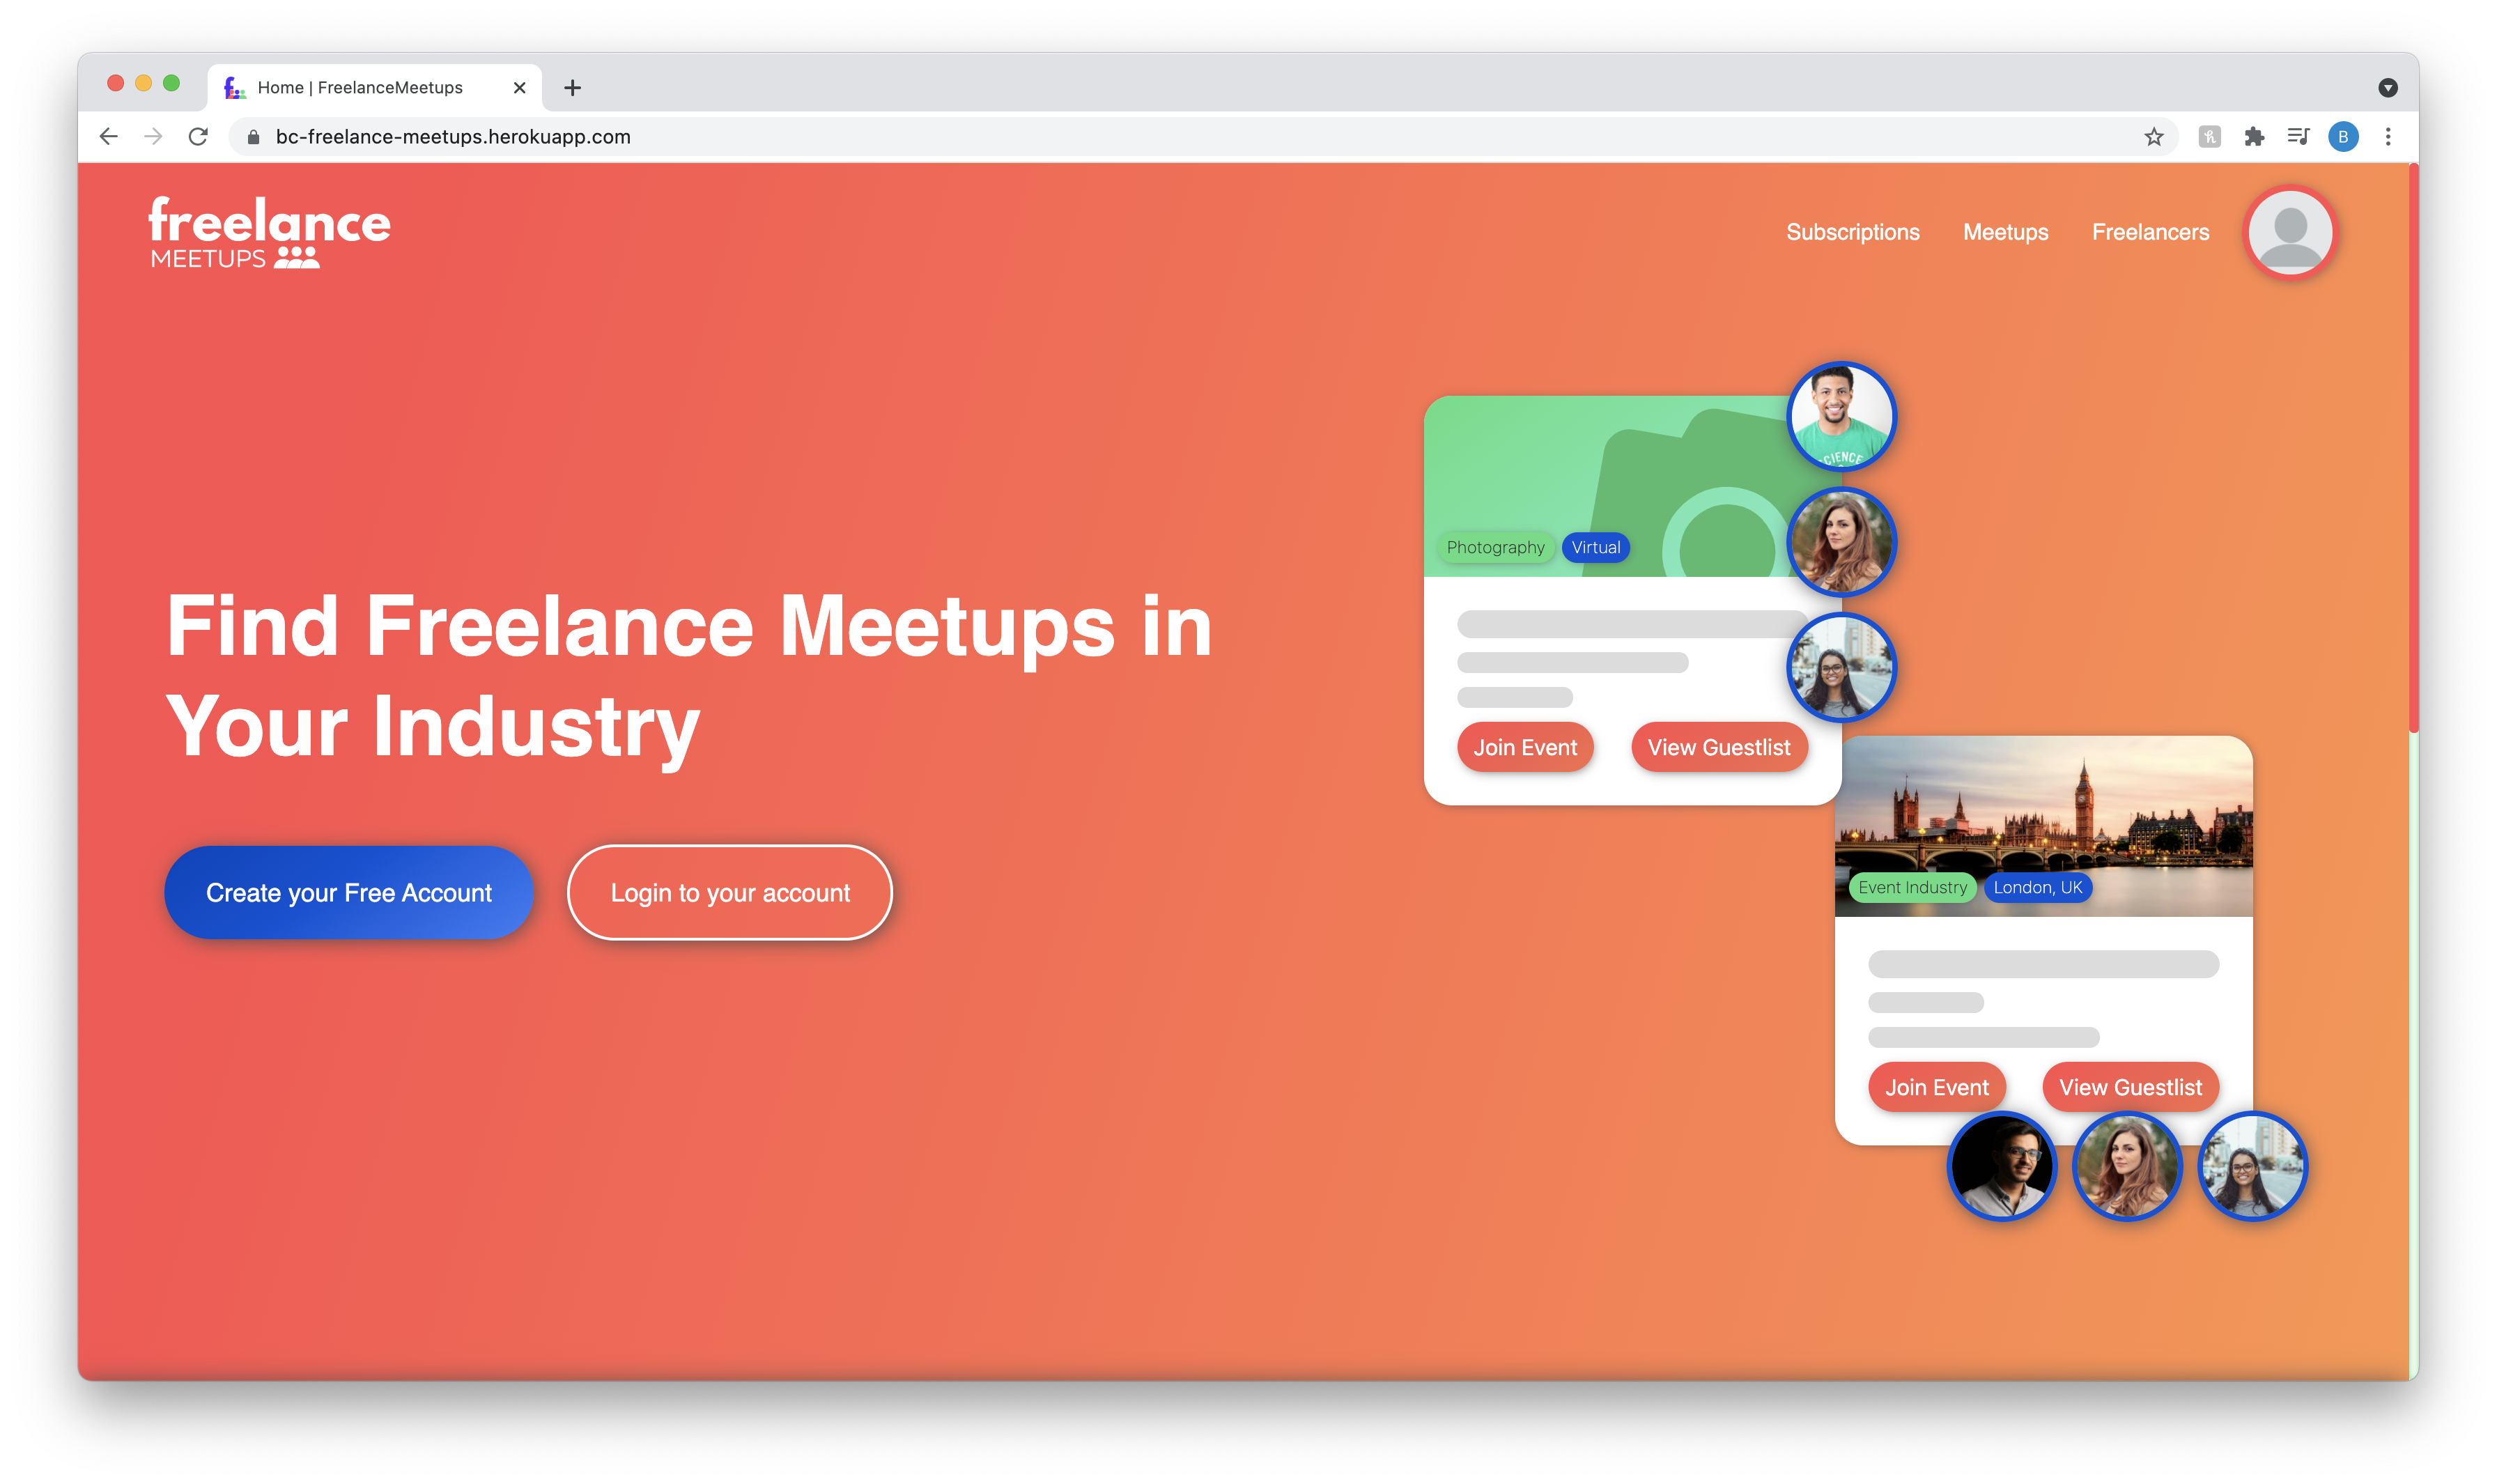 Home | FreelanceMeetups
bc-freelance-meetups.herokuapp.com
B
freelance
MEETUPS
Subscriptions
Meetups
Freelancers
Find Freelance Meetups in
Your Industry
Create your Free Account
Login to your account
CIENCE
Photography
Virtual
Join Event
View Guestlist
Event Industry
London, UK
Join Event
View Guestlist